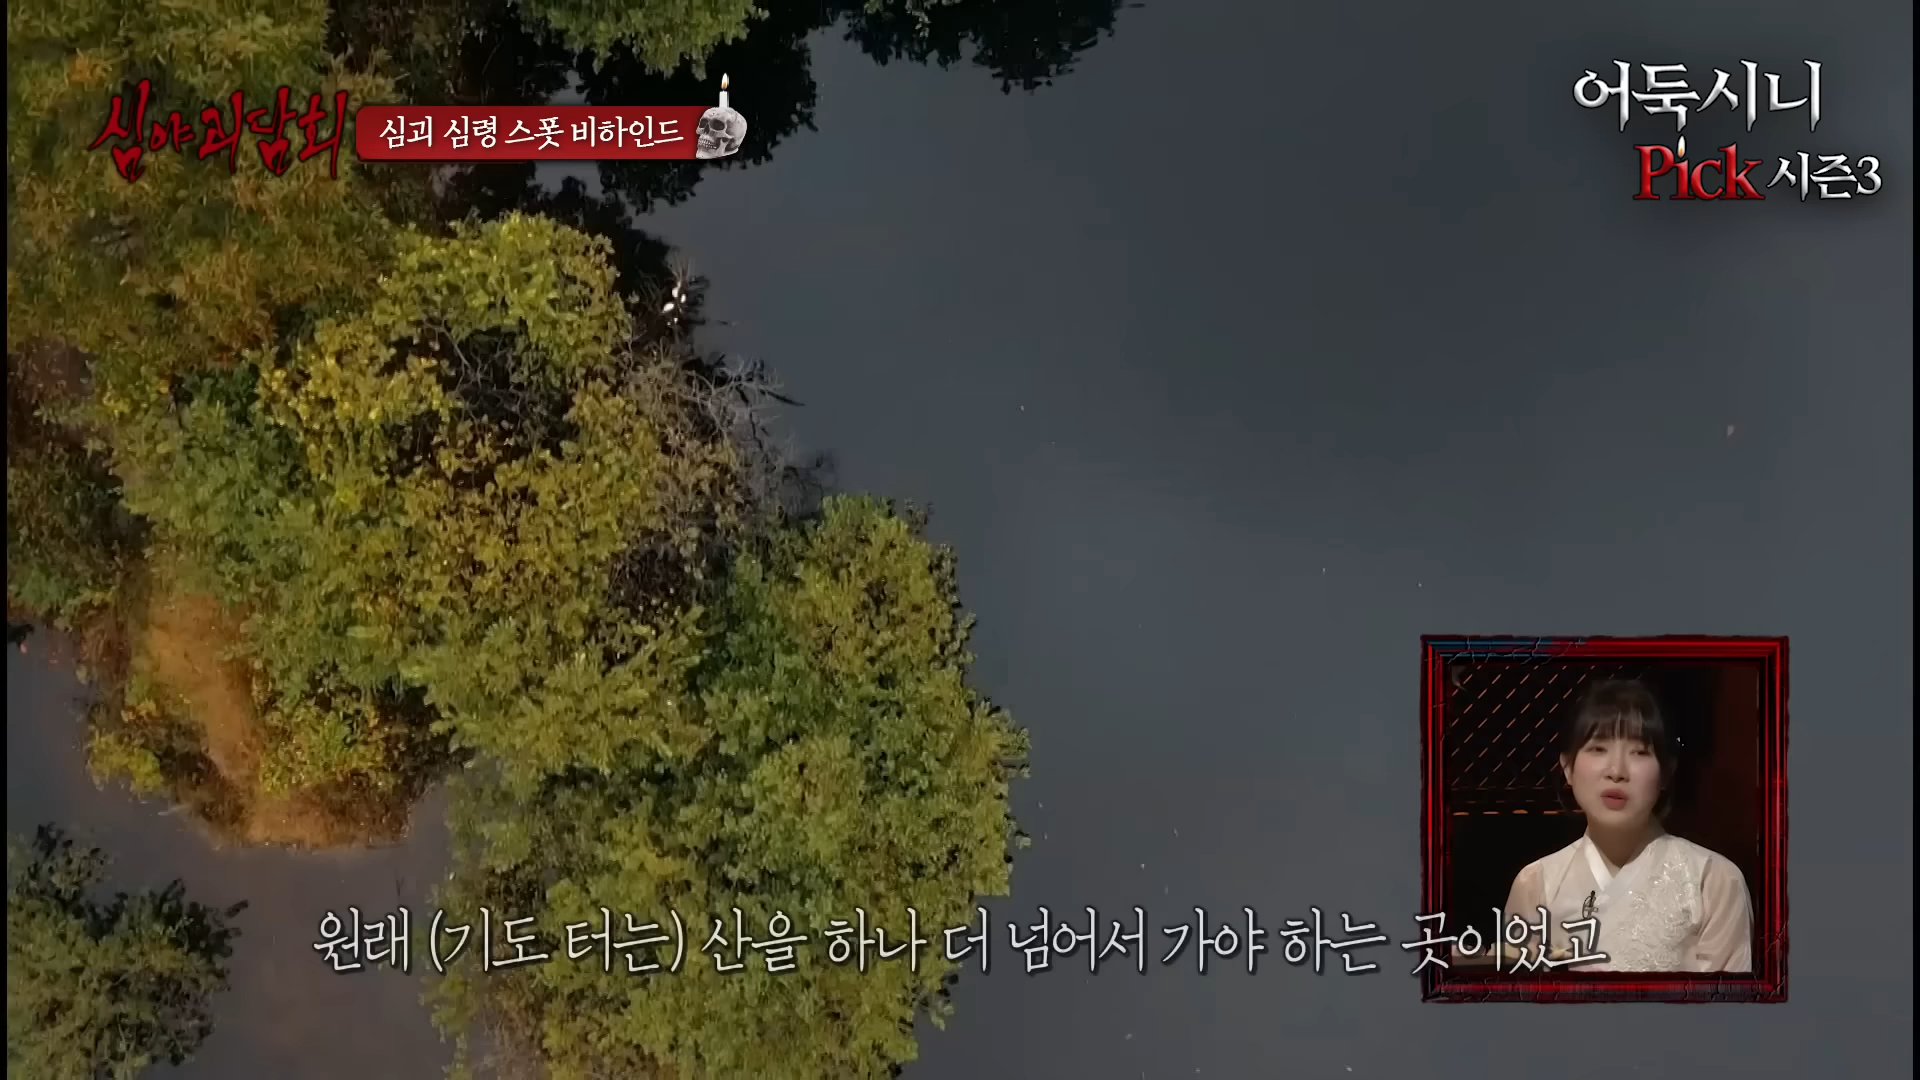 심야괴담회
심괴 심령 스폿 비하인드
어둑시니
Pick 시즌3
원래 (기도 터는) 산을 하나 더 넘어서 가야 하는 곳이었고